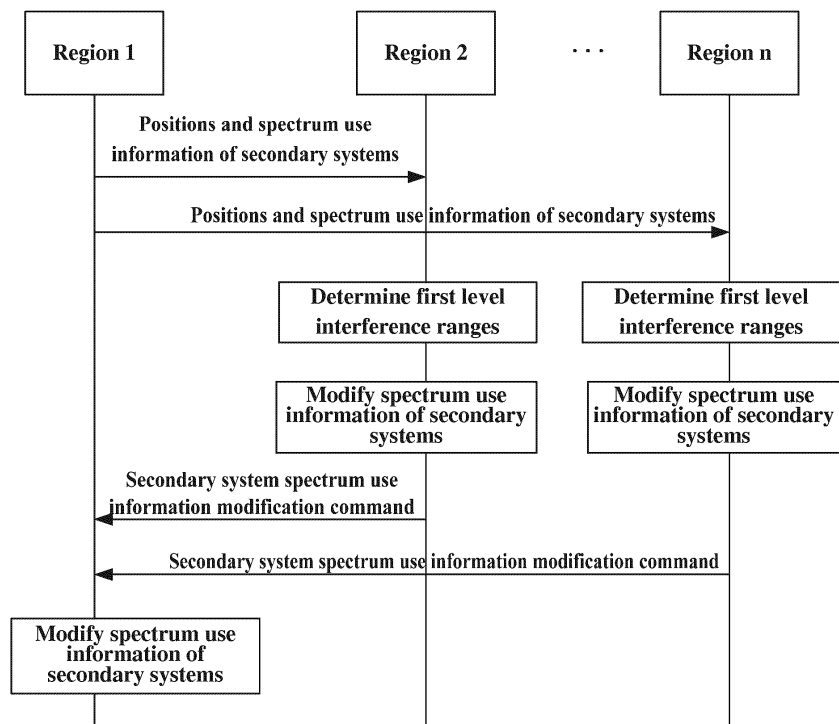 Region 1
Region 2
. . .
Region n
Positions and spectrum use
information of secondary systems
Positions and spectrum use information of secondary systems
Determine first level
interference ranges
Determine first level
interference ranges
Modify spectrum use
information of secondary
systems
Modify spectrum use
information of secondary
systems
Secondary system spectrum use
information modification command
Secondary system spectrum use information modification command
Modify spectrum use
information of
secondary systems